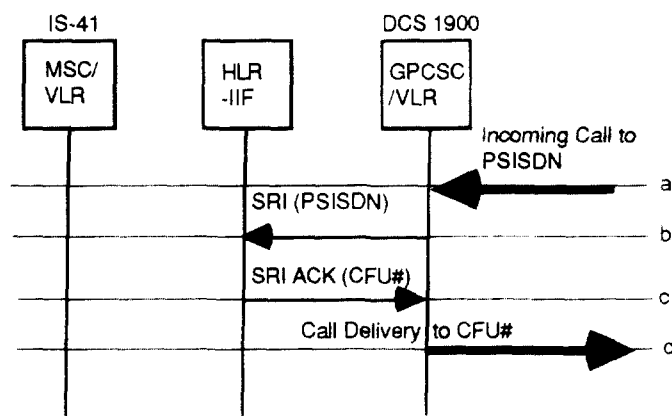 IS-41
DCS 1900
MSC/
VLR
HLR
-IIF
GPCSC
/VLR
Incoming Call to
PSISDN
a
SRI (PSISDN)
b
SRI ACK (CFU#)
c
Call Delivery to CFU#
d